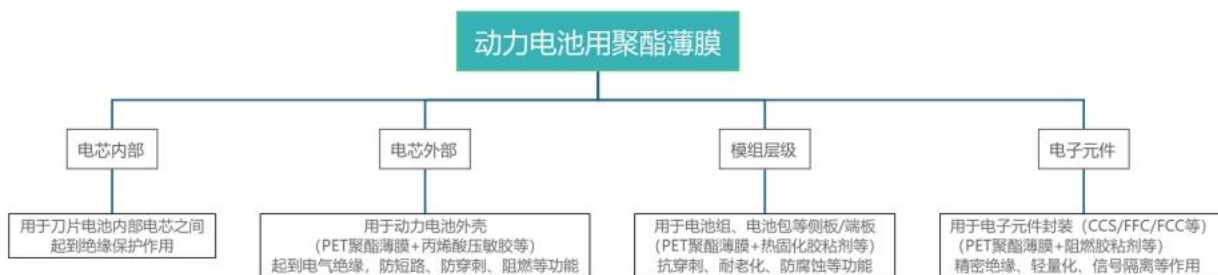 动力电池用聚酯薄膜
电芯内部
电芯外部
模组层级
电子元件
用于刀片电池内部电芯之间
起到绝缘保护作用
用于动力电池外壳
(PET聚酯薄膜+丙烯酸压敏胶等)
起到电气绝缘，防短路、防穿刺、阻燃等功能
用于电池组、电池包等侧板/端板
(PET聚酯薄膜+热固化胶粘剂等)
抗穿刺、耐老化、防腐蚀等功能
用于电子元件封装（CCS/FFC/FCC等）
(PET聚酯薄膜+阻燃胶粘剂等)
精密绝缘、轻量化、信号隔离等作用